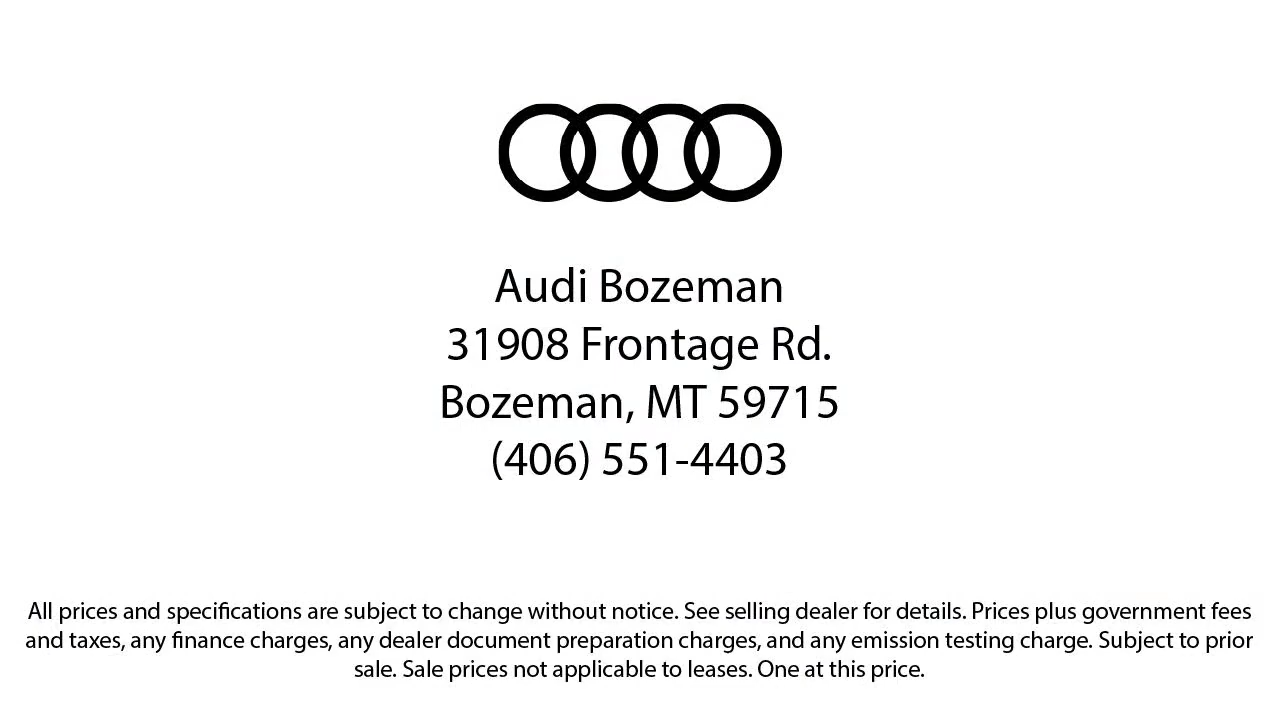 Audi Bozeman
31908 Frontage Rd.
Bozeman, MT 59715
(406) 551-4403
All prices and specifications are subject to change without notice. See selling dealer for details. Prices plus government fees
and taxes, any finance charges, any dealer document preparation charges, and any emission testing charge. Subject to prior
sale. Sale prices not applicable to leases. One at this price.